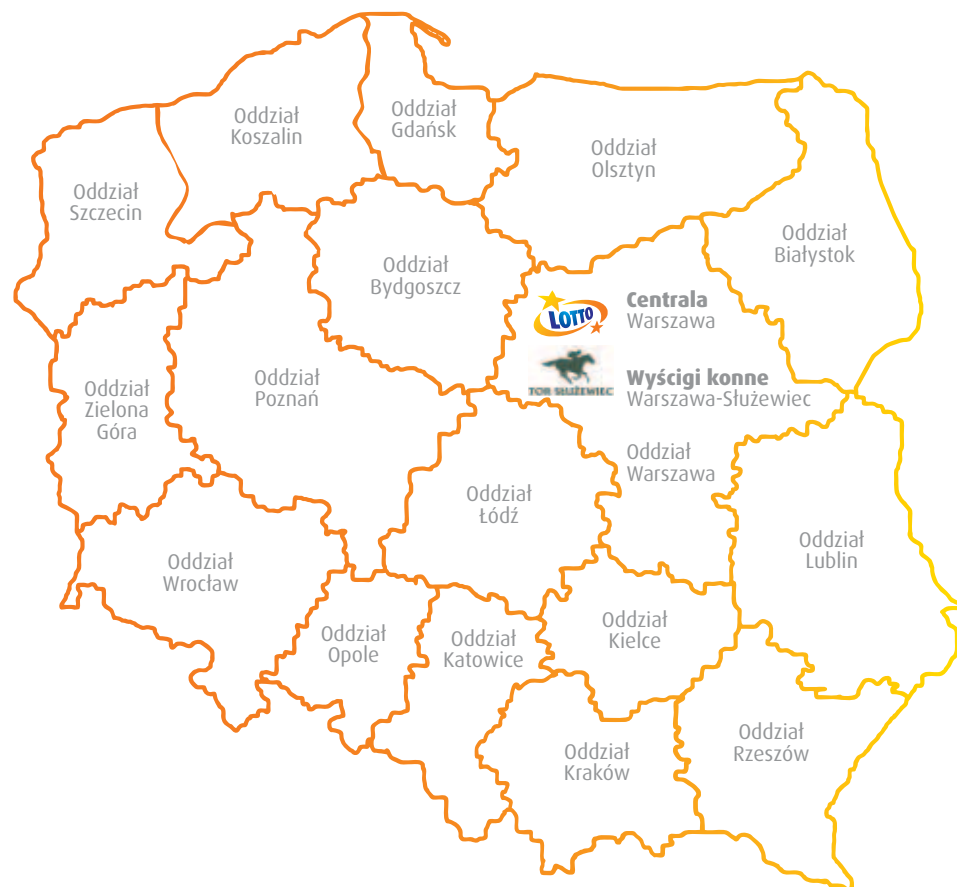 Oddział
Koszalin
Oddział
Gdańsk
Oddział
Olsztyn
Oddział
Szczecin
Oddział
Białystok
Oddział
Bydgoszcz
LOTTO
Centrala
Warszawa
TOR SŁUŻEWIEC
Wyścigi konne
Warszawa-Służewiec
Oddział
Zielona
Góra
Oddział
Poznań
Oddział
Warszawa
Oddział
Łódź
Oddział
Wrocław
Oddział
Lublin
Oddział
Opole
Oddział
Katowice
Oddział
Kielce
Oddział
Kraków
Oddział
Rzeszów